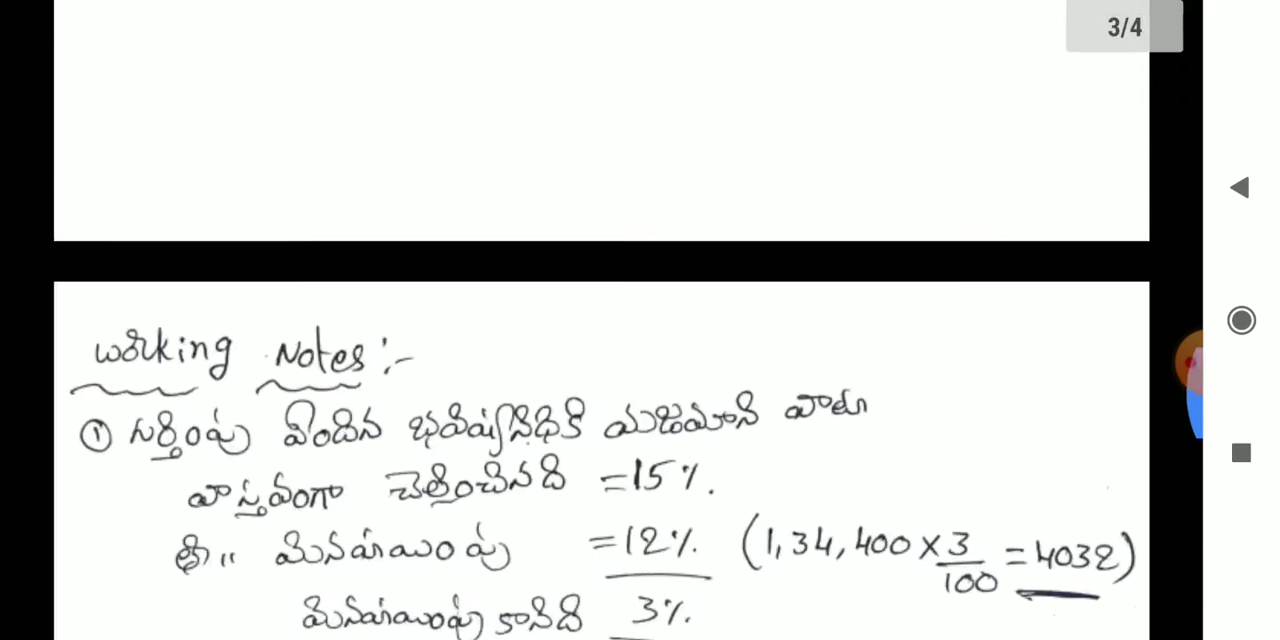 3/4
Working Notes :-
① గుర్తింపు పొందిన భవిష్యనిధికి యజమాని వాటా
వాస్తవంగా చెల్లించినది =15%.
తీ॥ మినహాయింపు =12% (1,34,400 × 3/100 = 4032)
మినహాయింపు కానిది 3%.